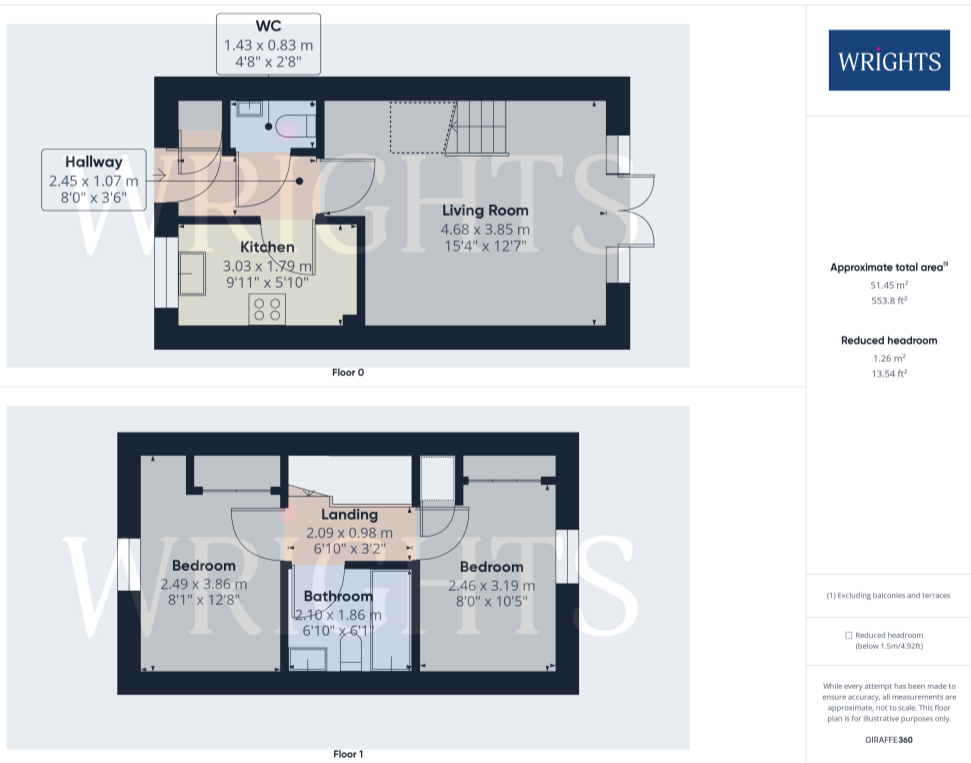 WC
1.43 x 0.83 m
4'8" x 2'8"
Hallway
2.45 x 1.07 m
8'0" x 3'6"
Living Room
4.68 x 3.85 m
15'4" x 12'7"
Kitchen
3.03 x 1.79 m
9'11" x 5'10"
WRIGHTS
Floor 0
Landing
2.09 x 0.98 m
6'10" x 3'2"
Bedroom
2.49 x 3.86 m
8'1" x 12'8"
Bathroom
2.10 x 1.86 m
6'10" x 6'1"
Bedroom
2.46 x 3.19 m
8'0" x 10'5"
WRIGHTS
Floor 1
WRIGHTS
Approximate total area(1)
51.45 m²
553.8 ft²
Reduced headroom
1.26 m²
13.54 ft²
(1) Excluding balconies and terraces
Reduced headroom
(below 1.5m/4.92ft)
While every attempt has been made to
ensure accuracy, all measurements are
approximate, not to scale. This floor
plan is for illustrative purposes only.
GIRAFFE360